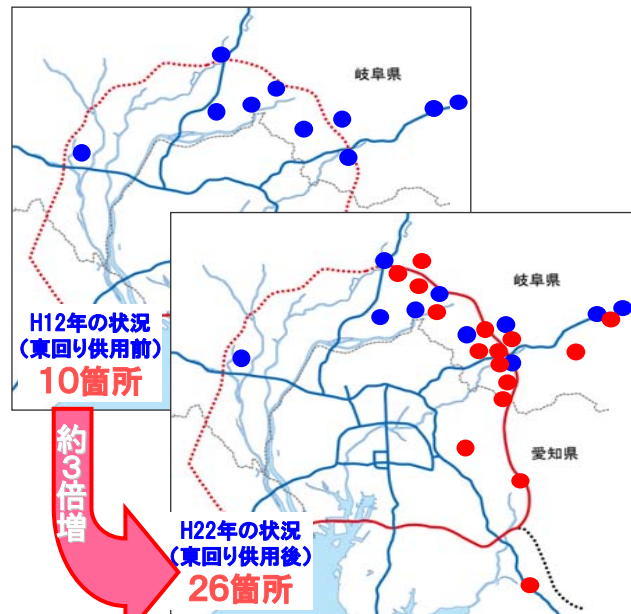 岐阜県
H12年の状況
（東回り供用前）
10箇所
約3倍増
岐阜県
愛知県
H22年の状況
（東回り供用後）
26箇所